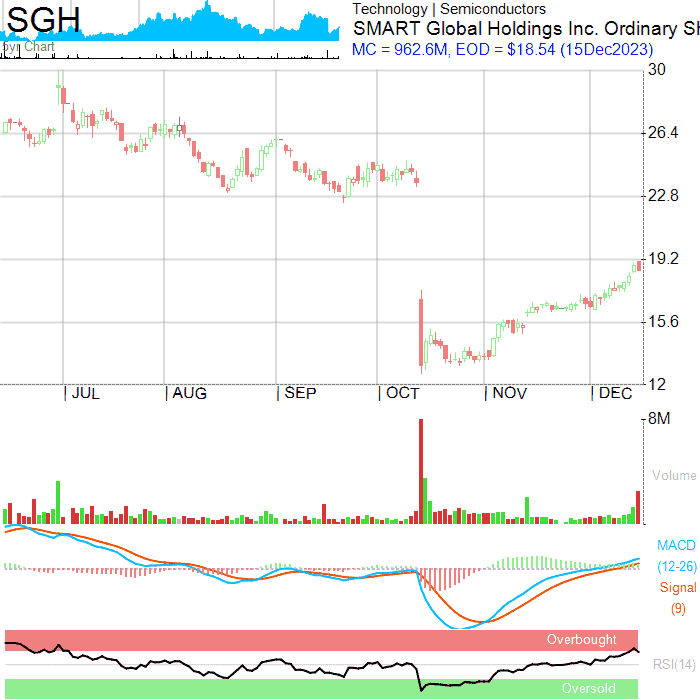 SGH
5yr Chart
Technology | Semiconductors
SMART Global Holdings Inc. Ordinary Sh
MC = 962.6M, EOD = $18.54 (15Dec2023)
30
26.4
22.8
19.2
15.6
12
JUL AUG SEP OCT NOV DEC
8M
Volume
MACD
(12-26)
Signal
(9)
Overbought
RSI(14)
Oversold